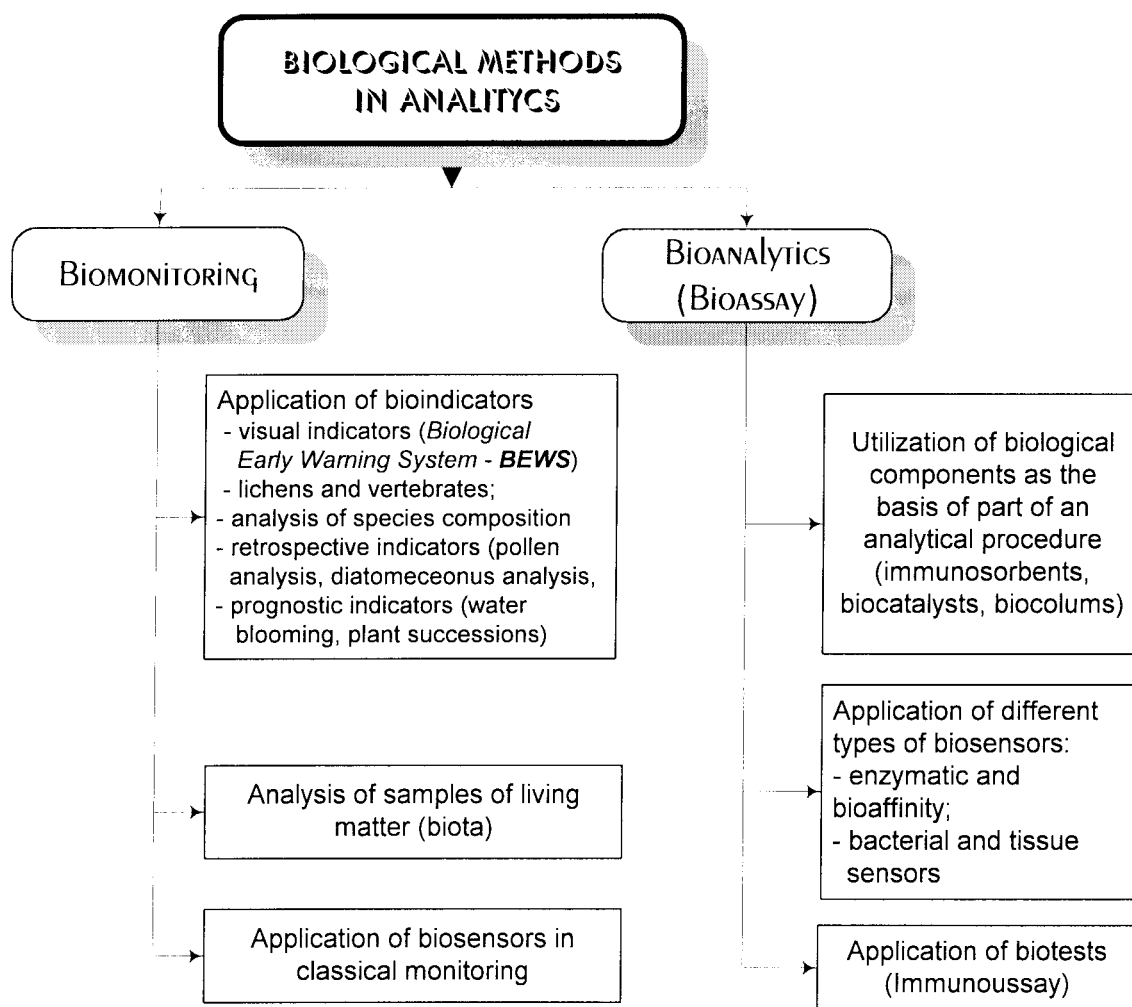 BIOLOGICAL METHODS
IN ANALITYCS
Biomonitoring
Bioanalytics
(Bioassay)
Application of bioindicators
- visual indicators (Biological
Early Warning System - BEWS)
- lichens and vertebrates;
- analysis of species composition
- retrospective indicators (pollen
analysis, diatomeceonus analysis,
- prognostic indicators (water
blooming, plant successions)
Analysis of samples of living
matter (biota)
Application of biosensors in
classical monitoring
Utilization of biological
components as the
basis of part of an
analytical procedure
(immunosorbents,
biocatalysts, biocolums)
Application of different
types of biosensors:
- enzymatic and
bioaffinity;
- bacterial and tissue
sensors
Application of biotests
(Immunoussay)